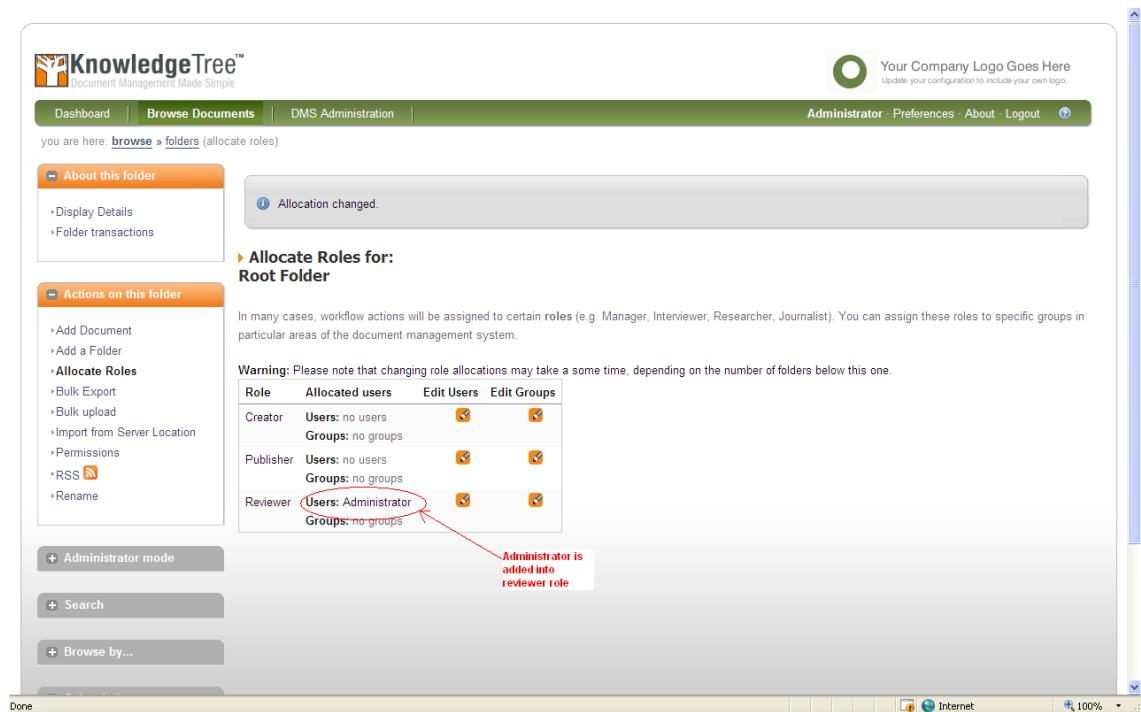 KnowledgeTree™
Document Management Made Simple
Your Company Logo Goes Here
Update your configuration to include your own logo.
Dashboard Browse Documents DMS Administration Administrator · Preferences · About · Logout ?
you are here: browse » folders (allocate roles)
About this folder
Display Details
Folder transactions
Allocation changed.
Allocate Roles for:
Root Folder
Actions on this folder
Add Document
Add a Folder
Allocate Roles
Bulk Export
Bulk upload
Import from Server Location
Permissions
RSS
Rename
In many cases, workflow actions will be assigned to certain roles (e.g. Manager, Interviewer, Researcher, Journalist). You can assign these roles to specific groups in
particular areas of the document management system.
Warning: Please note that changing role allocations may take a some time, depending on the number of folders below this one.
Role Allocated users Edit Users Edit Groups
Creator Users: no users
Groups: no groups
Publisher Users: no users
Groups: no groups
Reviewer Users: Administrator
Groups: no groups
Administrator is
added into
reviewer role
Administrator mode
Search
Browse by...
Done Internet 100%